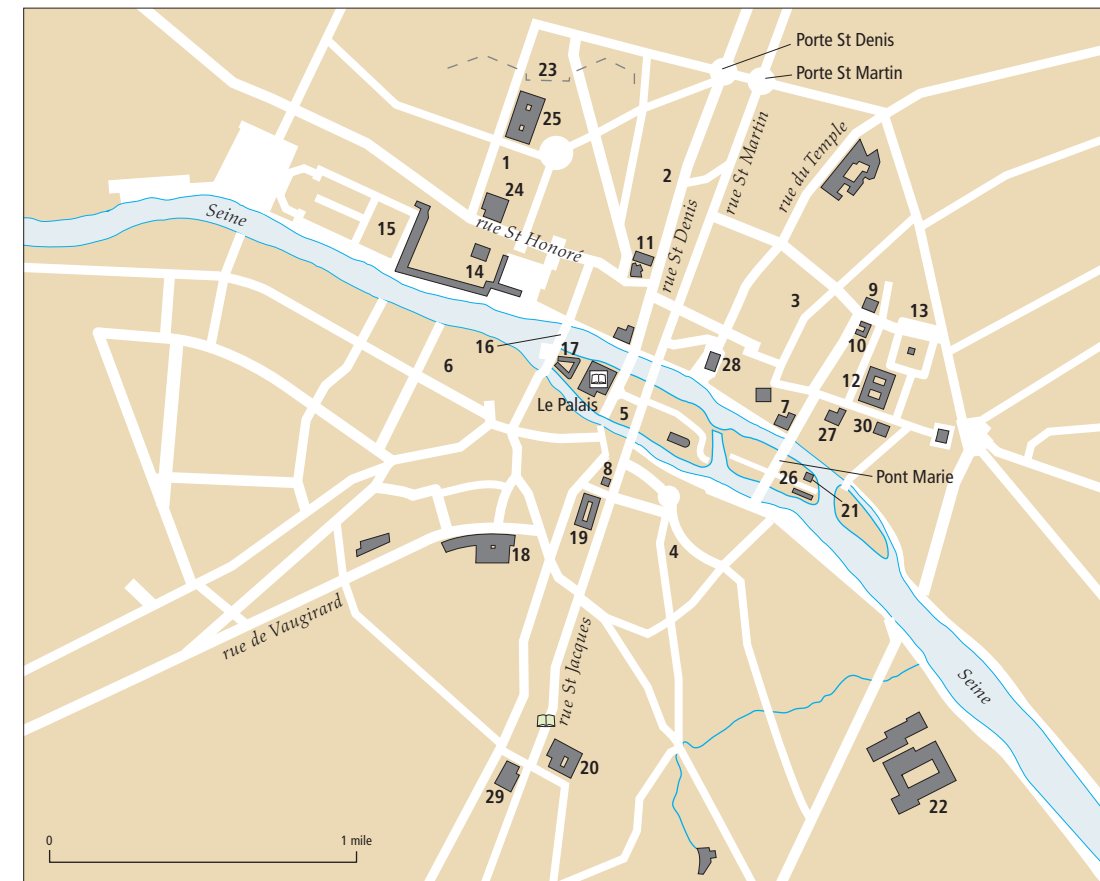 Porte St Denis
23
Porte St Martin
25
rue St Martin
rue du Temple
1
2
24
Seine
15
rue St Honoré
11
rue St Denis
14
3
9
13
10
16
17
6
28
12
Le Palais
5
7
27
30
8
26
Pont Marie
21
19
18
4
rue de Vaugirard
rue St Jacques
Seine
20
29
22
0
1 mile